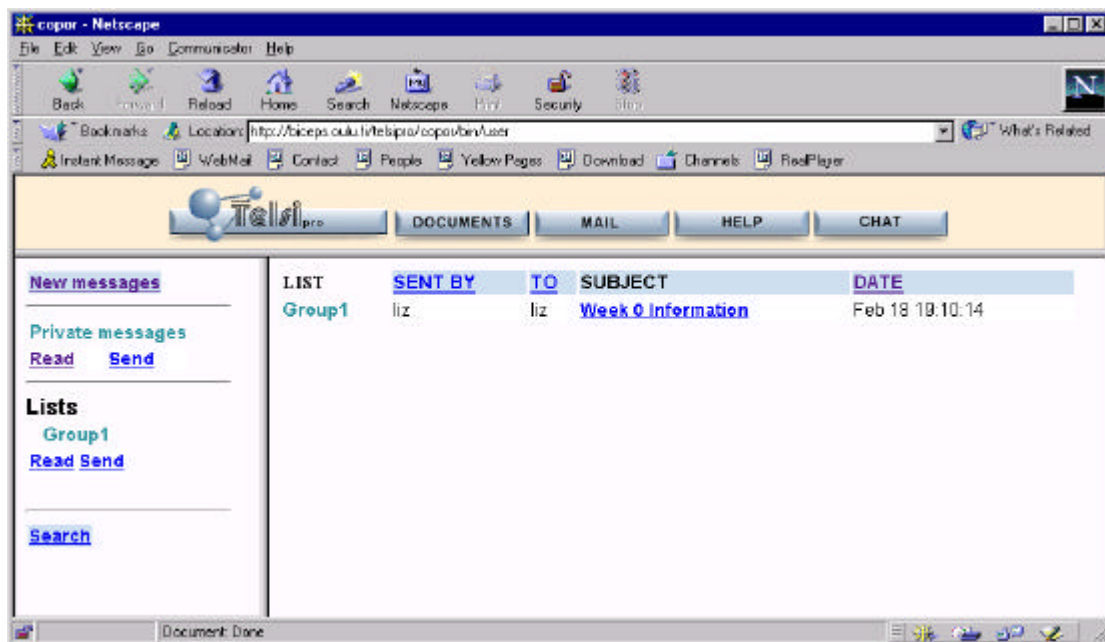 copor - Netscape
File Edit View Go Communicator Help
Back Forward Reload Home Search Netscape Print Security Stop
N
Bookmarks Location: http://biceps.oulu.fi/telsipro/copor/bin/user What's Related
Instant Message WebMail Contact People Yellow Pages Download Channels RealPlayer
Telsipro DOCUMENTS MAIL HELP CHAT
New messages
Private messages
Read Send
Lists
Group1
Read Send
Search
LIST SENT BY TO SUBJECT DATE
Group1 liz liz Week 0 Information Feb 18 19:10:14
Document: Done